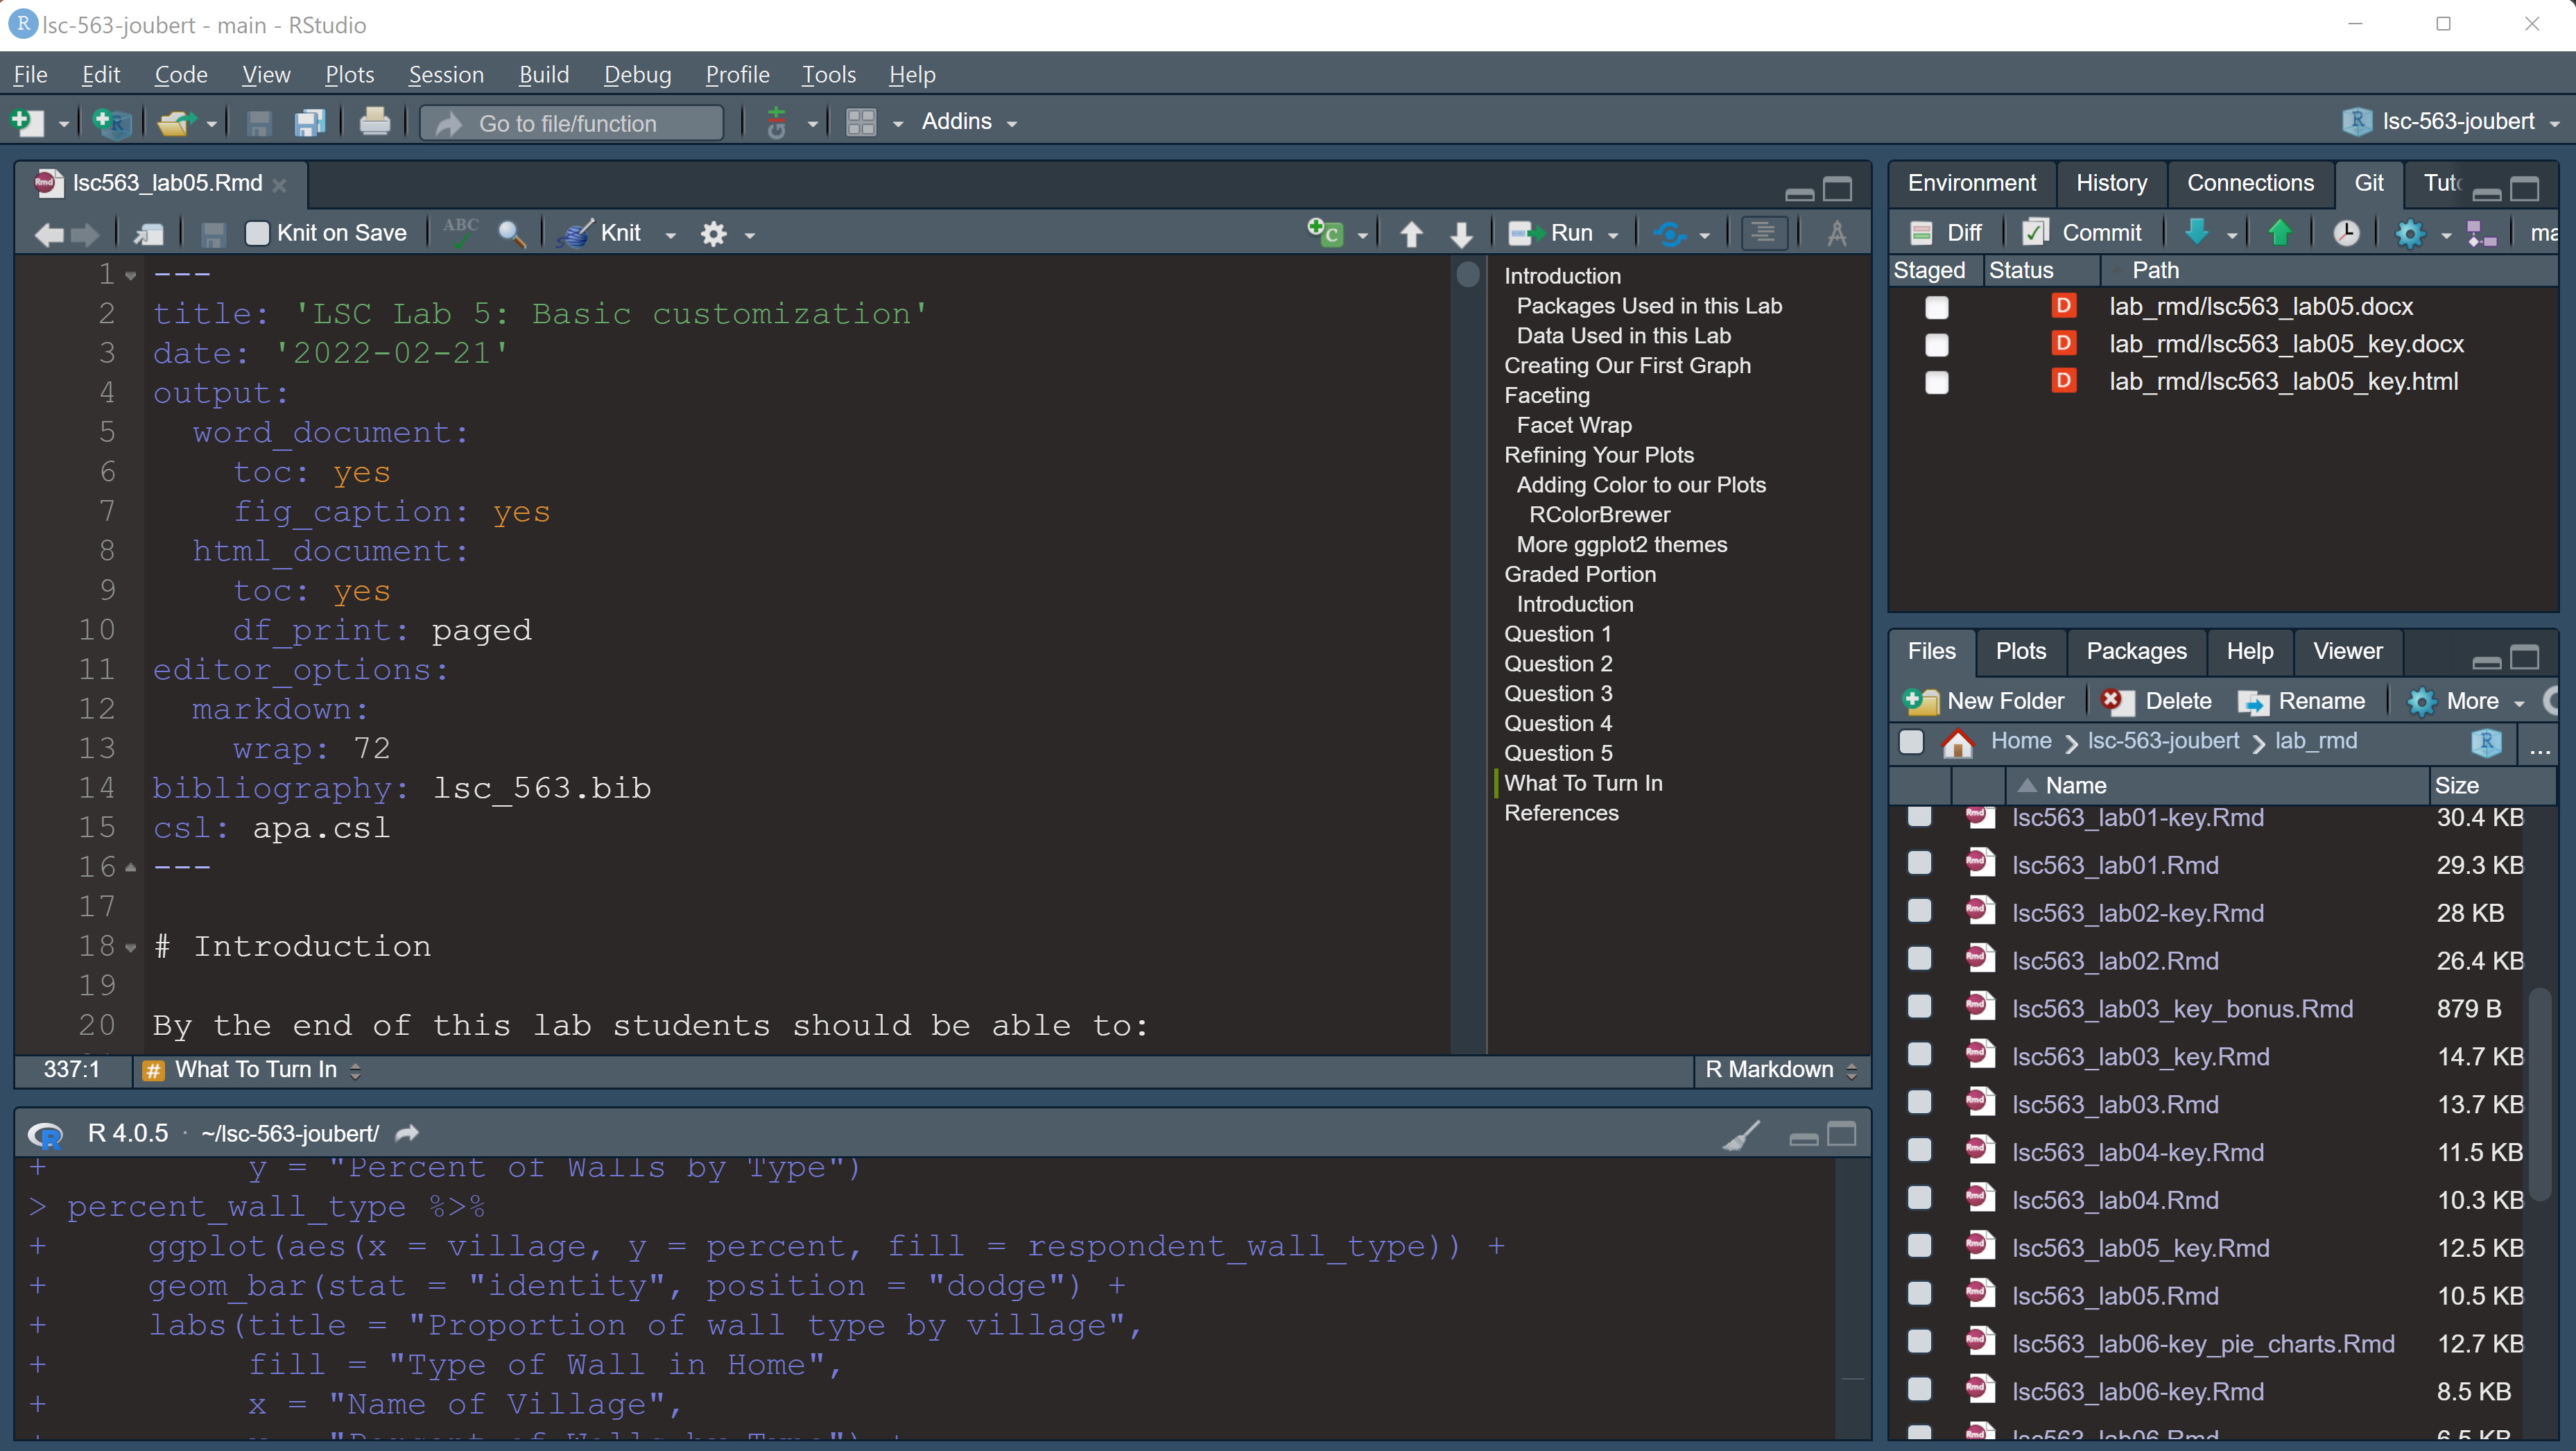 lsc-563-joubert - main - RStudio
File Edit Code View Plots Session Build Debug Profile Tools Help
Go to file/function
Addins
lsc-563-joubert
lsc563_lab05.Rmd
Knit on Save
ABC
Knit
Run
1 ---
2 title: 'LSC Lab 5: Basic customization'
3 date: '2022-02-21'
4 output:
5 word_document:
6 toc: yes
7 fig_caption: yes
8 html_document:
9 toc: yes
10 df_print: paged
11 editor_options:
12 markdown:
13 wrap: 72
14 bibliography: lsc_563.bib
15 csl: apa.csl
16 ---
17
18 # Introduction
19
20 By the end of this lab students should be able to:
Introduction
Packages Used in this Lab
Data Used in this Lab
Creating Our First Graph
Faceting
Facet Wrap
Refining Your Plots
Adding Color to our Plots
RColorBrewer
More ggplot2 themes
Graded Portion
Introduction
Question 1
Question 2
Question 3
Question 4
Question 5
What To Turn In
References
337:1
# What To Turn In
R Markdown
R 4.0.5 · ~/lsc-563-joubert/
+ y = "Percent of Walls by Type")
> percent_wall_type %>%
+ ggplot(aes(x = village, y = percent, fill = respondent_wall_type)) +
+ geom_bar(stat = "identity", position = "dodge") +
+ labs(title = "Proportion of wall type by village",
+ fill = "Type of Wall in Home",
+ x = "Name of Village",
+ y = "Percent of Walls by Type") +
Environment History Connections Git
Diff Commit
Staged Status Path
D lab_rmd/lsc563_lab05.docx
D lab_rmd/lsc563_lab05_key.docx
D lab_rmd/lsc563_lab05_key.html
Files Plots Packages Help Viewer
New Folder Delete Rename More
Home lsc-563-joubert lab_rmd ...
Name Size
lsc563_lab01-key.Rmd 30.4 KB
lsc563_lab01.Rmd 29.3 KB
lsc563_lab02-key.Rmd 28 KB
lsc563_lab02.Rmd 26.4 KB
lsc563_lab03_key_bonus.Rmd 879 B
lsc563_lab03_key.Rmd 14.7 KB
lsc563_lab03.Rmd 13.7 KB
lsc563_lab04-key.Rmd 11.5 KB
lsc563_lab04.Rmd 10.3 KB
lsc563_lab05_key.Rmd 12.5 KB
lsc563_lab05.Rmd 10.5 KB
lsc563_lab06-key_pie_charts.Rmd 12.7 KB
lsc563_lab06-key.Rmd 8.5 KB
lsc563_lab06.Rmd 6.5 KB